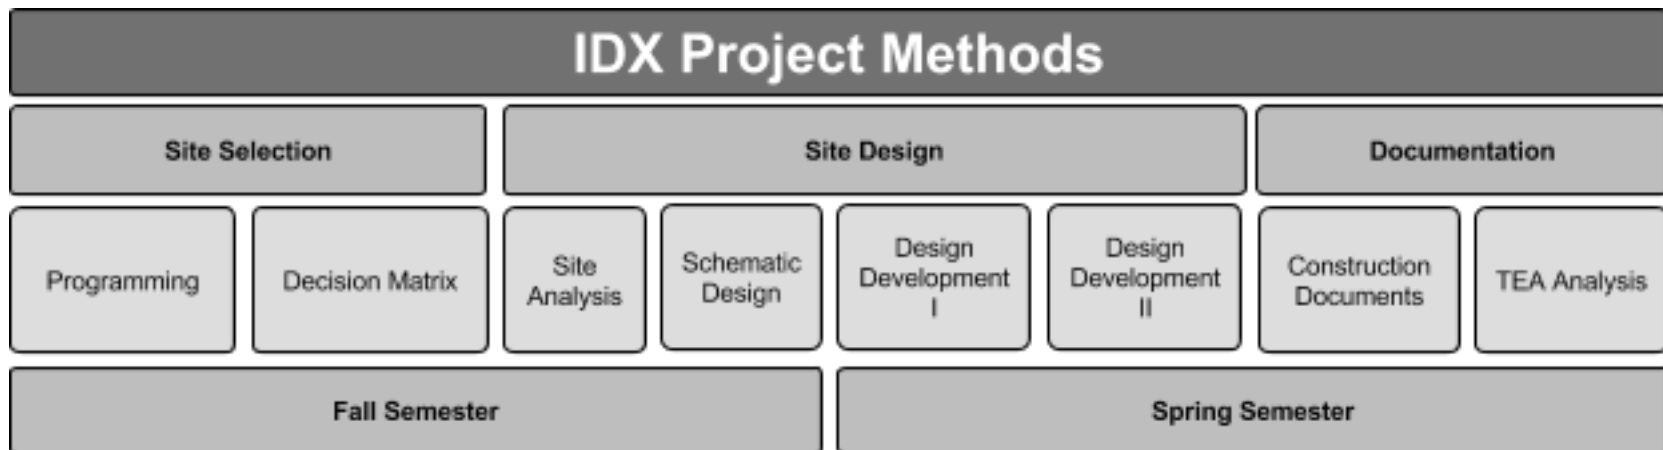 IDX Project Methods
Site Selection
Site Design
Documentation
Programming
Decision Matrix
Site
Analysis
Schematic
Design
Design
Development
I
Design
Development
II
Construction
Documents
TEA Analysis
Fall Semester
Spring Semester